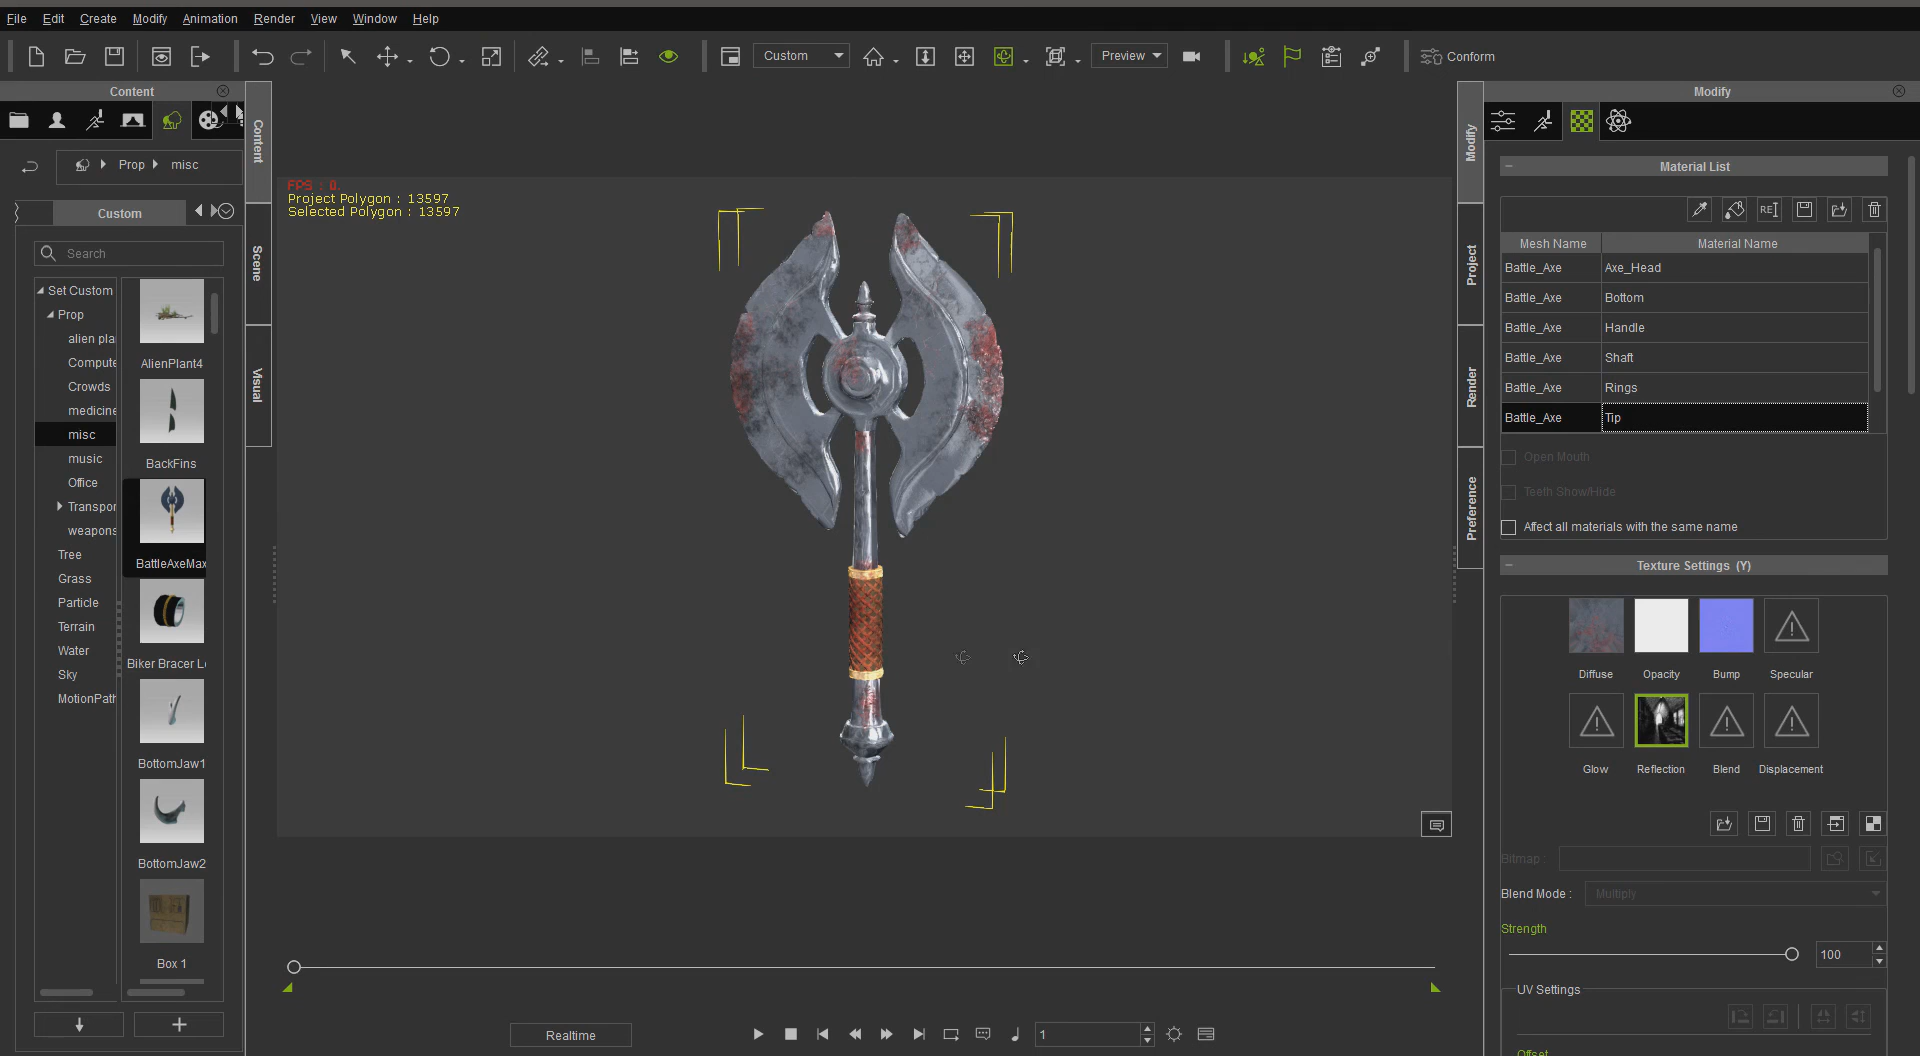 File Edit Create Modify Animation Render View Window Help
Custom
Preview
Conform
Content
Modify
Prop misc
Custom
Search
Set Custom
Prop
Computer
Crowds
medicine
misc
music
Office
weapons
Tree
Grass
Particle
Terrain
Water
Sky
AlienPlant4
BackFins
BattleAxeMax
Biker Bracer
BottomJaw1
BottomJaw2
Box 1
Content
Scene
Visual
FPS : 0.
Project Polygon : 13597
Selected Polygon : 13597
Modify
Project
Render
Preference
Material List
Mesh Name Material Name
Battle_Axe Axe_Head
Battle_Axe Bottom
Battle_Axe Handle
Battle_Axe Shaft
Battle_Axe Rings
Battle_Axe Tip
Open Mouth
Teeth Show/Hide
Affect all materials with the same name
Texture Settings (Y)
Diffuse Opacity Bump Specular
Glow Reflection Blend Displacement
Bitmap :
Blend Mode : Multiply
Strength
100
UV Settings
Offset
Realtime
1